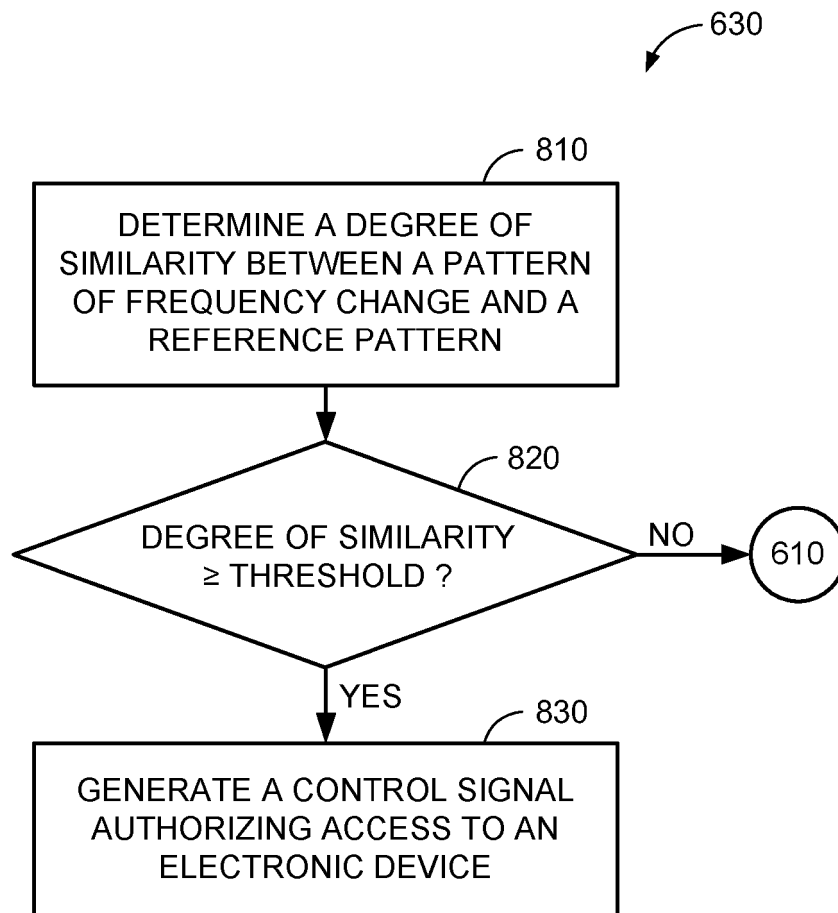 630
810
DETERMINE A DEGREE OF
SIMILARITY BETWEEN A PATTERN
OF FREQUENCY CHANGE AND A
REFERENCE PATTERN
820
DEGREE OF SIMILARITY
≥ THRESHOLD ?
NO
610
YES
830
GENERATE A CONTROL SIGNAL
AUTHORIZING ACCESS TO AN
ELECTRONIC DEVICE